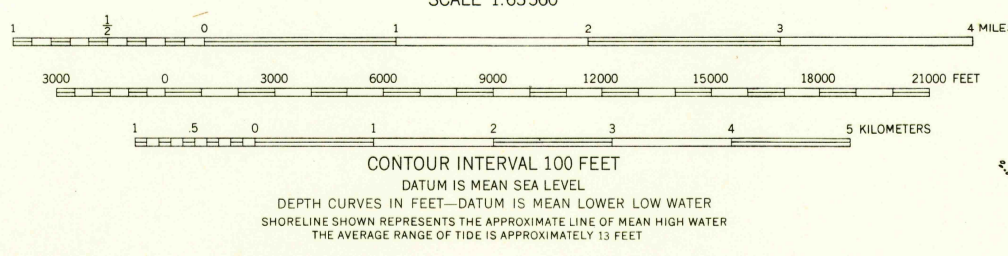 SCALE 1:63 360
1 1/2 0 1 2 3 4 MILE
3000 0 3000 6000 9000 12000 15000 18000 21000 FEET
1 .5 0 1 2 3 4 5 KILOMETERS
CONTOUR INTERVAL 100 FEET
DATUM IS MEAN SEA LEVEL
DEPTH CURVES IN FEET—DATUM IS MEAN LOWER LOW WATER
SHORELINE SHOWN REPRESENTS THE APPROXIMATE LINE OF MEAN HIGH WATER
THE AVERAGE RANGE OF TIDE IS APPROXIMATELY 13 FEET